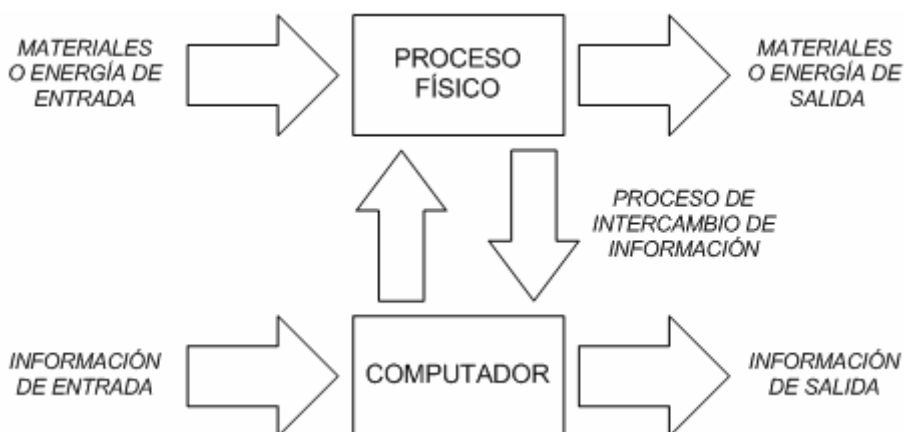 MATERIALES
O ENERGÍA DE
ENTRADA
PROCESO
FÍSICO
MATERIALES
O ENERGÍA DE
SALIDA
PROCESO DE
INTERCAMBIO DE
INFORMACIÓN
INFORMACIÓN
DE ENTRADA
COMPUTADOR
INFORMACIÓN
DE SALIDA